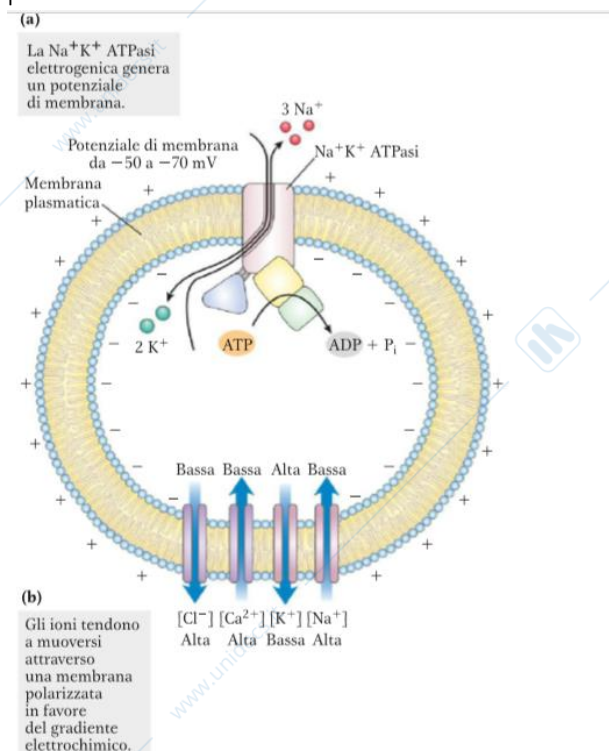 (a)
La Na⁺K⁺ ATPasi
elettrogenica genera
un potenziale
di membrana.
3 Na⁺
Potenziale di membrana
da −50 a −70 mV
Na⁺K⁺ ATPasi
Membrana
plasmatica
2 K⁺
ATP
ADP + Pᵢ
Bassa Bassa Alta Bassa
[Cl⁻] [Ca²⁺] [K⁺] [Na⁺]
Alta Alta Bassa Alta
(b)
Gli ioni tendono
a muoversi
attraverso
una membrana
polarizzata
in favore
del gradiente
elettrochimico.